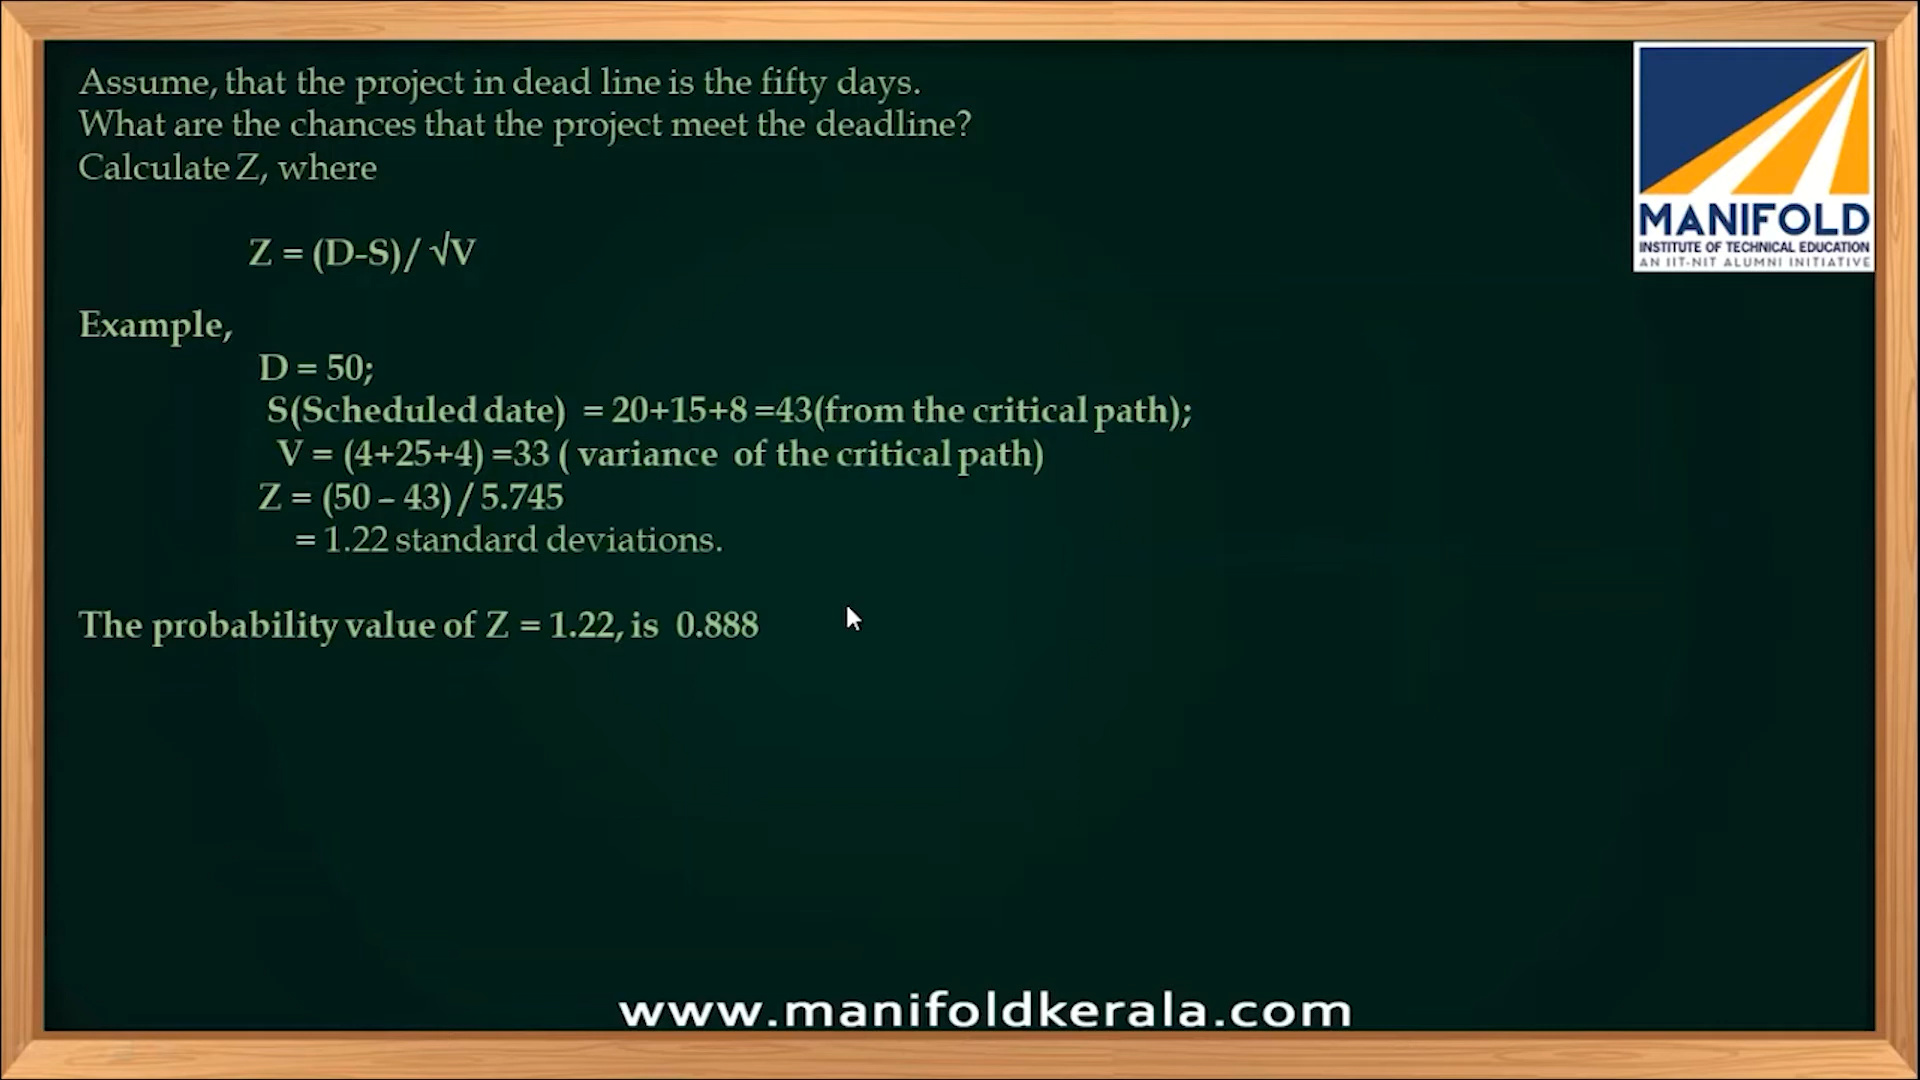 Assume, that the project in dead line is the fifty days.
What are the chances that the project meet the deadline?
Calculate Z, where
Z = (D-S)/ √V
Example,
D = 50;
S(Scheduled date) = 20+15+8 =43(from the critical path);
V = (4+25+4) =33 ( variance of the critical path)
Z = (50 – 43) / 5.745
= 1.22 standard deviations.
The probability value of Z = 1.22, is 0.888
MANIFOLD
INSTITUTE OF TECHNICAL EDUCATION
AN IIT-NIT ALUMNI INITIATIVE
www.manifoldkerala.com